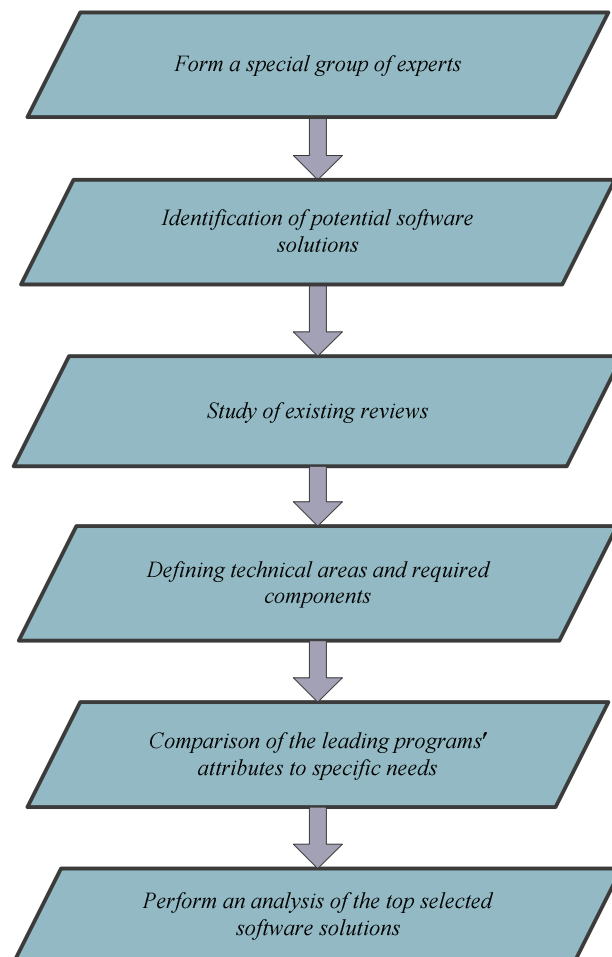 Form a special group of experts
Identification of potential software
solutions
Study of existing reviews
Defining technical areas and required
components
Comparison of the leading programs'
attributes to specific needs
Perform an analysis of the top selected
software solutions